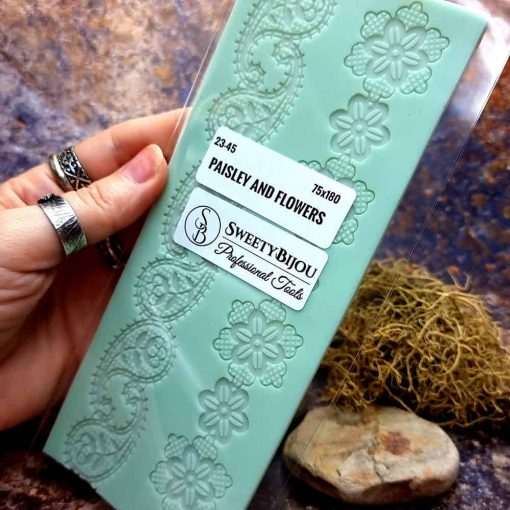 23-45
75x180
PAISLEY AND FLOWERS
SB
SWEETYBIJOU
Professional Tools